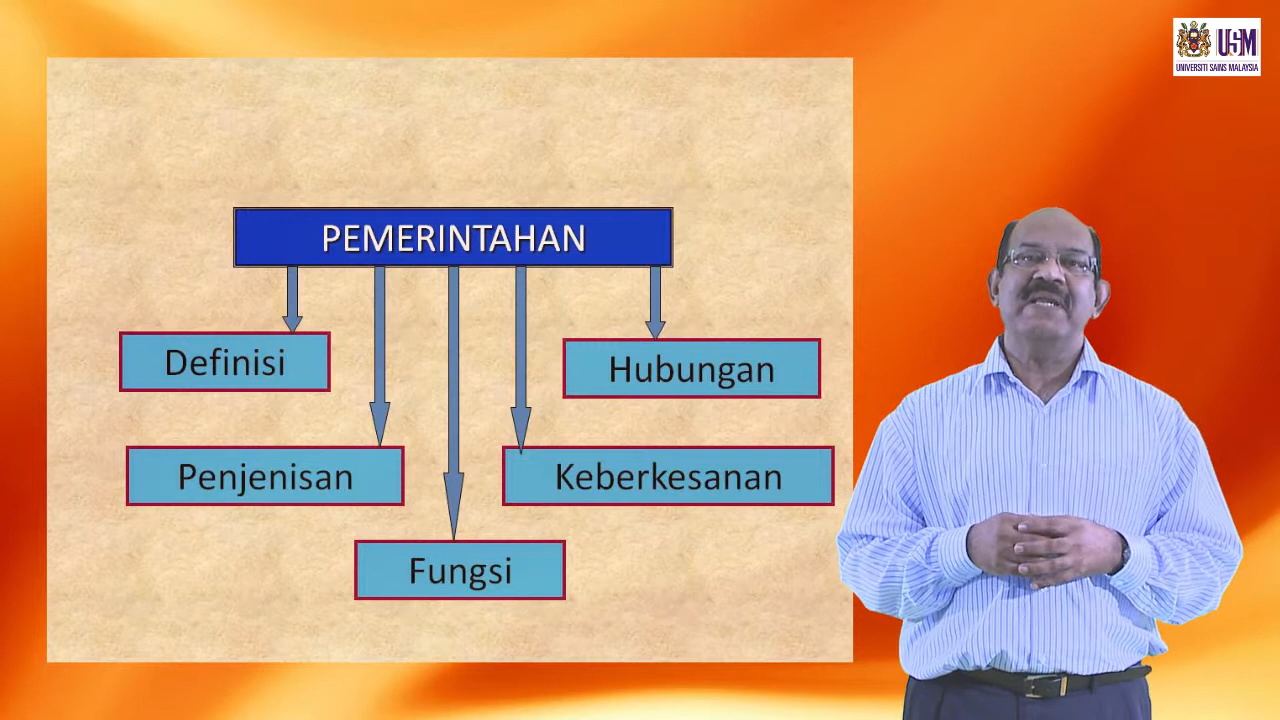 USM
UNIVERSITI SAINS MALAYSIA
PEMERINTAHAN
Definisi
Hubungan
Penjenisan
Keberkesanan
Fungsi